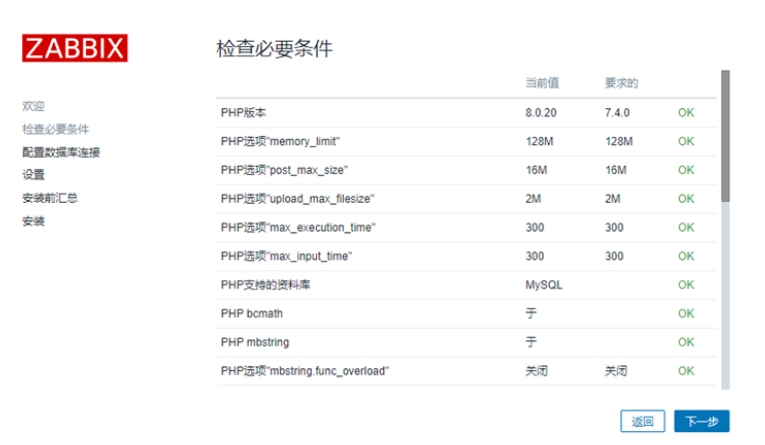 ZABBIX
检查必要条件
欢迎
检查必要条件
配置数据库连接
设置
安装前汇总
安装
当前值 要求的
PHP版本 8.0.20 7.4.0 OK
PHP选项"memory_limit" 128M 128M OK
PHP选项"post_max_size" 16M 16M OK
PHP选项"upload_max_filesize" 2M 2M OK
PHP选项"max_execution_time" 300 300 OK
PHP选项"max_input_time" 300 300 OK
PHP支持的资料库 MySQL OK
PHP bcmath 于 OK
PHP mbstring 于 OK
PHP选项"mbstring.func_overload" 关闭 关闭 OK
返回 下一步